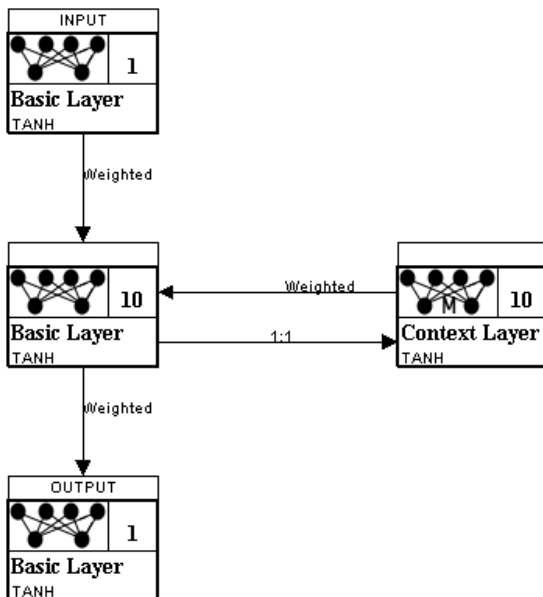 INPUT
1
Basic Layer
TANH
Weighted
10
Basic Layer
TANH
Weighted
1:1
M
10
Context Layer
TANH
Weighted
OUTPUT
1
Basic Layer
TANH